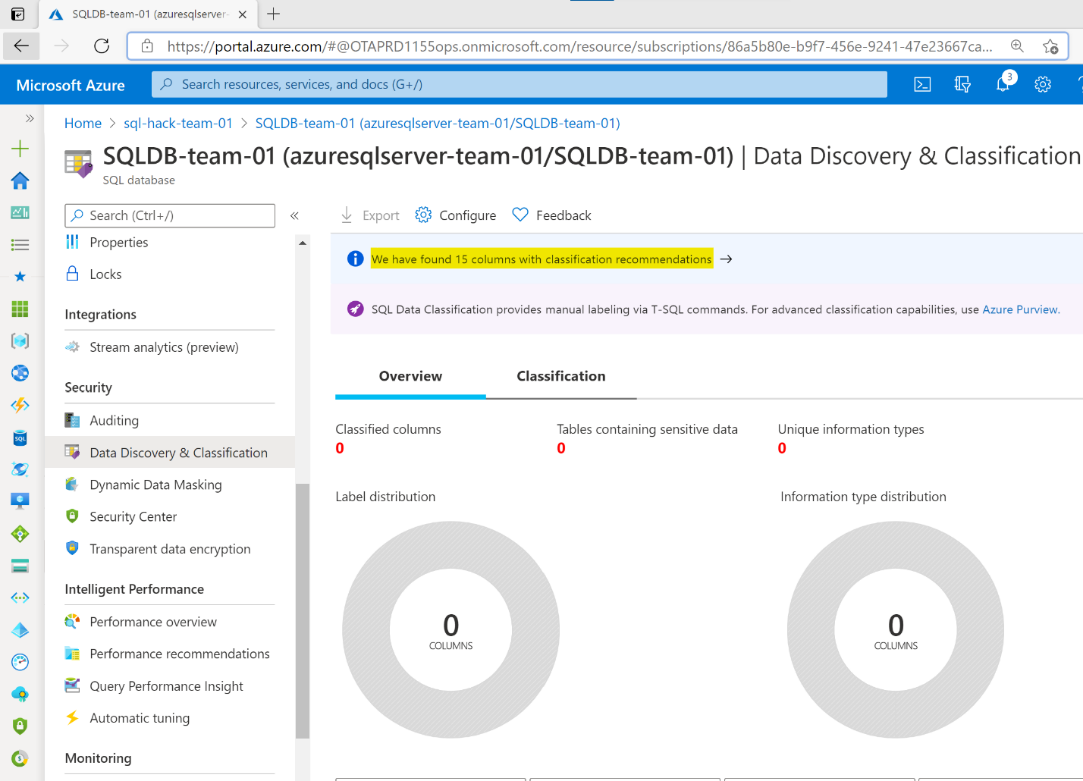 SQLDB-team-01 (azuresqlserver-
https://portal.azure.com/#@OTAPRD1155ops.onmicrosoft.com/resource/subscriptions/86a5b80e-b9f7-456e-9241-47e23667ca...
Microsoft Azure
Search resources, services, and docs (G+/)
3
Home > sql-hack-team-01 > SQLDB-team-01 (azuresqlserver-team-01/SQLDB-team-01)
SQLDB-team-01 (azuresqlserver-team-01/SQLDB-team-01) | Data Discovery & Classification
SQL database
Search (Ctrl+/)
Properties
Locks
Integrations
Stream analytics (preview)
Security
Auditing
Data Discovery & Classification
Dynamic Data Masking
Security Center
Transparent data encryption
Intelligent Performance
Performance overview
Performance recommendations
Query Performance Insight
Automatic tuning
Monitoring
SQL
Export
Configure
Feedback
We have found 15 columns with classification recommendations →
SQL Data Classification provides manual labeling via T-SQL commands. For advanced classification capabilities, use Azure Purview.
Overview
Classification
Classified columns
0
Tables containing sensitive data
0
Unique information types
0
Label distribution
0
COLUMNS
Information type distribution
0
COLUMNS